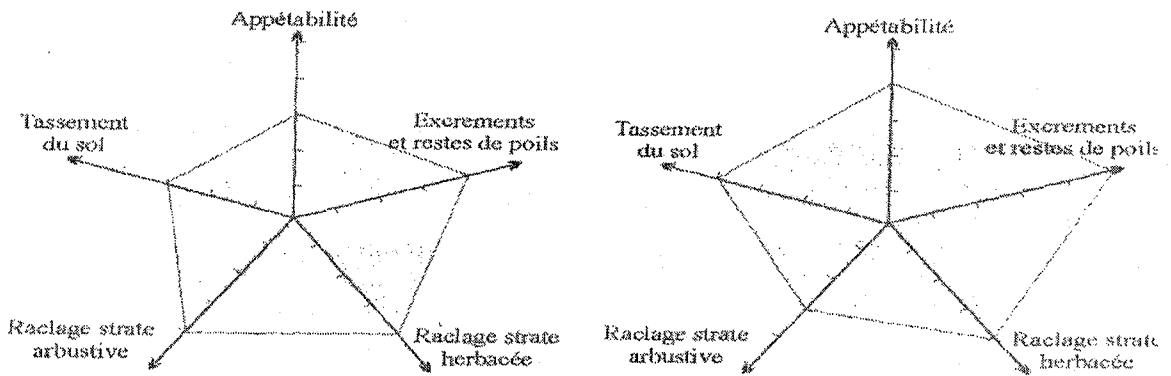 Appétabilité
Tassement
du sol
Excrements
et restes de poils
Raclage strate
arbustive
Raclage strate
herbacée
Appétabilité
Tassement
du sol
Excrements
et restes de poils
Raclage strate
arbustive
Raclage strate
herbacée